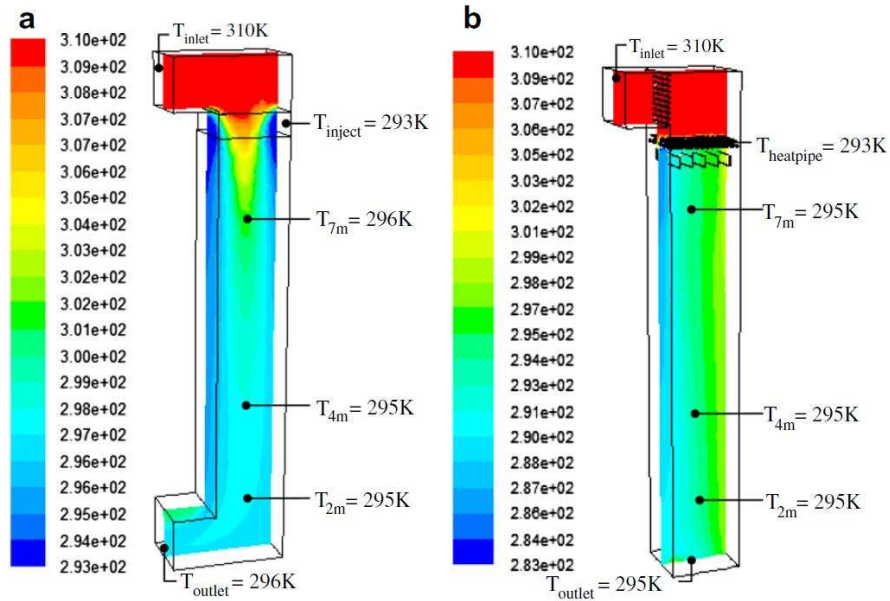 a
3.10e+02
3.09e+02
3.08e+02
3.07e+02
3.07e+02
3.06e+02
3.05e+02
3.04e+02
3.03e+02
3.02e+02
3.02e+02
3.01e+02
3.00e+02
2.99e+02
2.98e+02
2.97e+02
2.96e+02
2.96e+02
2.95e+02
2.94e+02
2.93e+02
Tinlet = 310K
Tinject = 293K
T7m = 296K
T4m = 295K
T2m = 295K
Toutlet = 296K
b
3.10e+02
3.09e+02
3.07e+02
3.06e+02
3.05e+02
3.03e+02
3.02e+02
3.01e+02
2.99e+02
2.98e+02
2.97e+02
2.95e+02
2.94e+02
2.93e+02
2.91e+02
2.90e+02
2.88e+02
2.87e+02
2.86e+02
2.84e+02
2.83e+02
Tinlet = 310K
Theatpipe = 293K
T7m = 295K
T4m = 295K
T2m = 295K
Toutlet = 295K